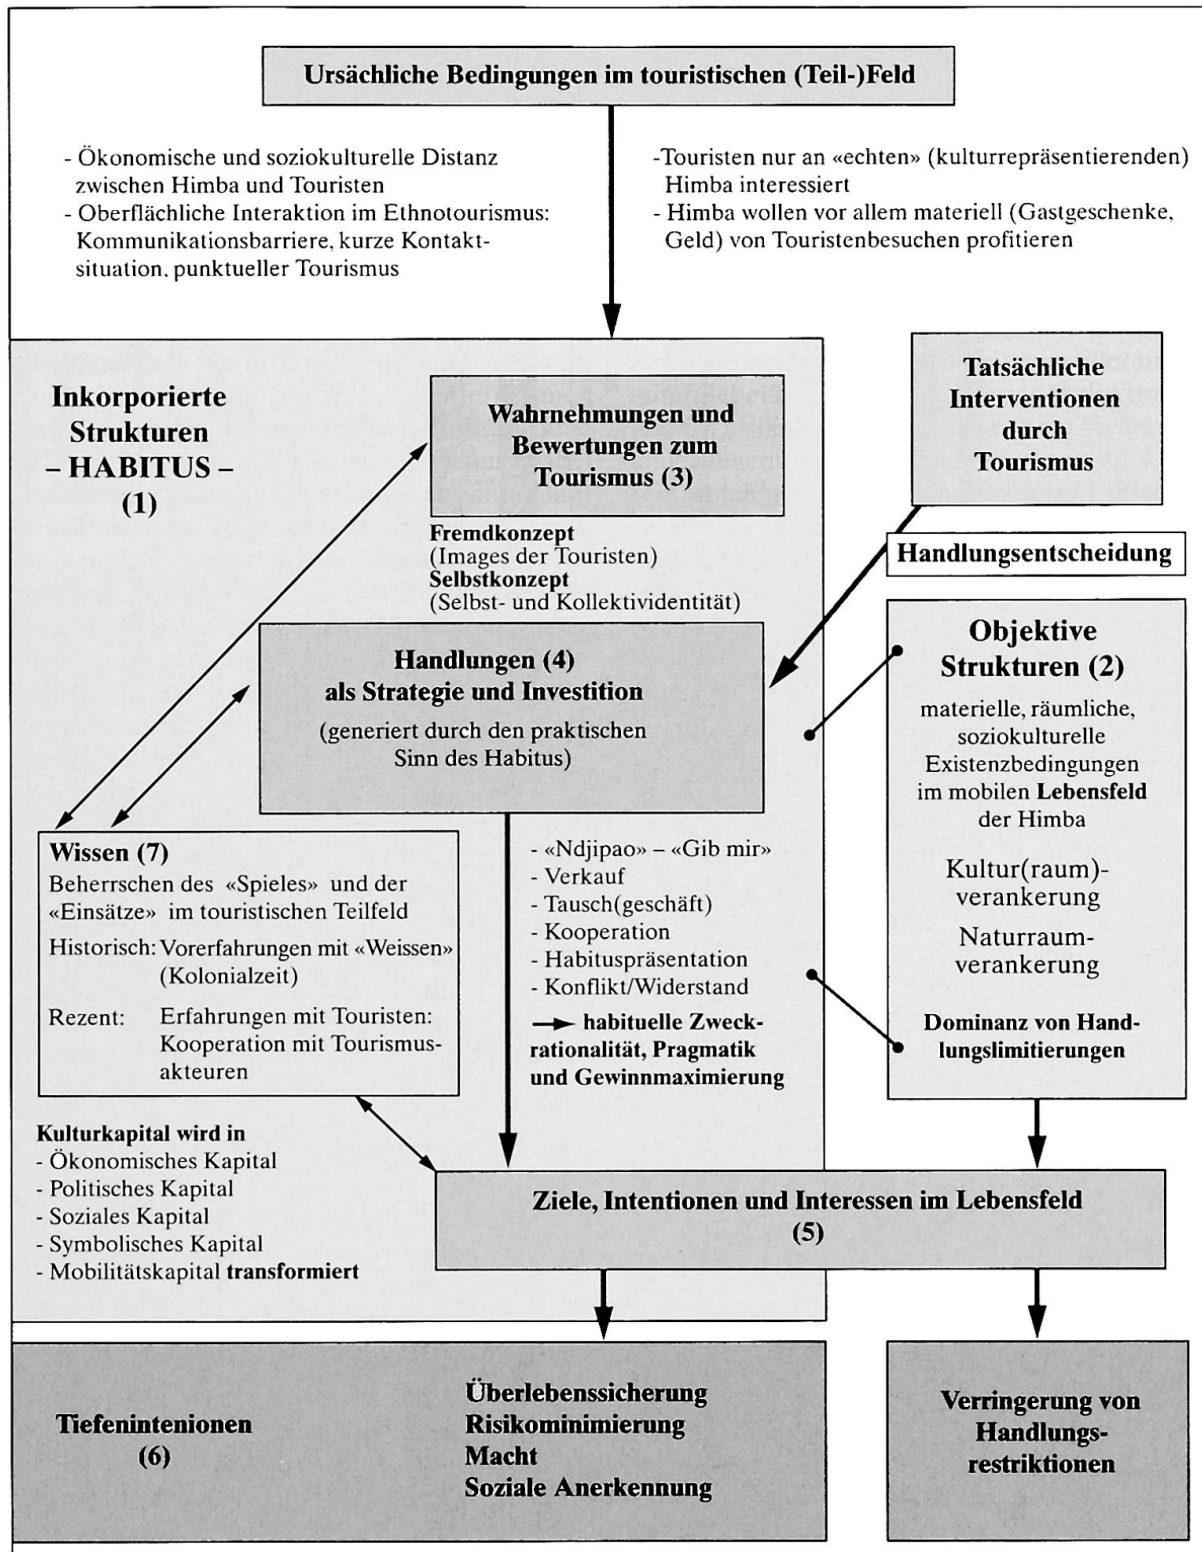 Ursächliche Bedingungen im touristischen (Teil-)Feld
- Ökonomische und soziokulturelle Distanz
zwischen Himba und Touristen
- Oberflächliche Interaktion im Ethnotourismus:
Kommunikationsbarriere, kurze Kontakt-
situation, punktueller Tourismus
-Touristen nur an «echten» (kulturrepräsentierenden)
Himba interessiert
- Himba wollen vor allem materiell (Gastgeschenke,
Geld) von Touristenbesuchen profitieren
Inkorporierte
Strukturen
– HABITUS –
(1)
Wahrnehmungen und
Bewertungen zum
Tourismus (3)
Fremdkonzept
(Images der Touristen)
Selbstkonzept
(Selbst- und Kollektividentität)
Tatsächliche
Interventionen
durch
Tourismus
Handlungsentscheidung
Handlungen (4)
als Strategie und Investition
(generiert durch den praktischen
Sinn des Habitus)
Objektive
Strukturen (2)
materielle, räumliche,
soziokulturelle
Existenzbedingungen
im mobilen Lebensfeld
der Himba
Kultur(raum)-
verankerung
Naturraum-
verankerung
Dominanz von Hand-
lungslimitierungen
Wissen (7)
Beherrschen des «Spieles» und der
«Einsätze» im touristischen Teilfeld
Historisch: Vorerfahrungen mit «Weissen»
(Kolonialzeit)
Rezent: Erfahrungen mit Touristen:
Kooperation mit Tourismus-
akteuren
- «Ndjipao» – «Gib mir»
- Verkauf
- Tausch(geschäft)
- Kooperation
- Habituspräsentation
- Konflikt/Widerstand
habituelle Zweck-
rationalität, Pragmatik
und Gewinnmaximierung
Kulturkapital wird in
- Ökonomisches Kapital
- Politisches Kapital
- Soziales Kapital
- Symbolisches Kapital
- Mobilitätskapital transformiert
Ziele, Intentionen und Interessen im Lebensfeld
(5)
Tiefenintenionen
(6)
Überlebenssicherung
Risikominimierung
Macht
Soziale Anerkennung
Verringerung von
Handlungs-
restriktionen